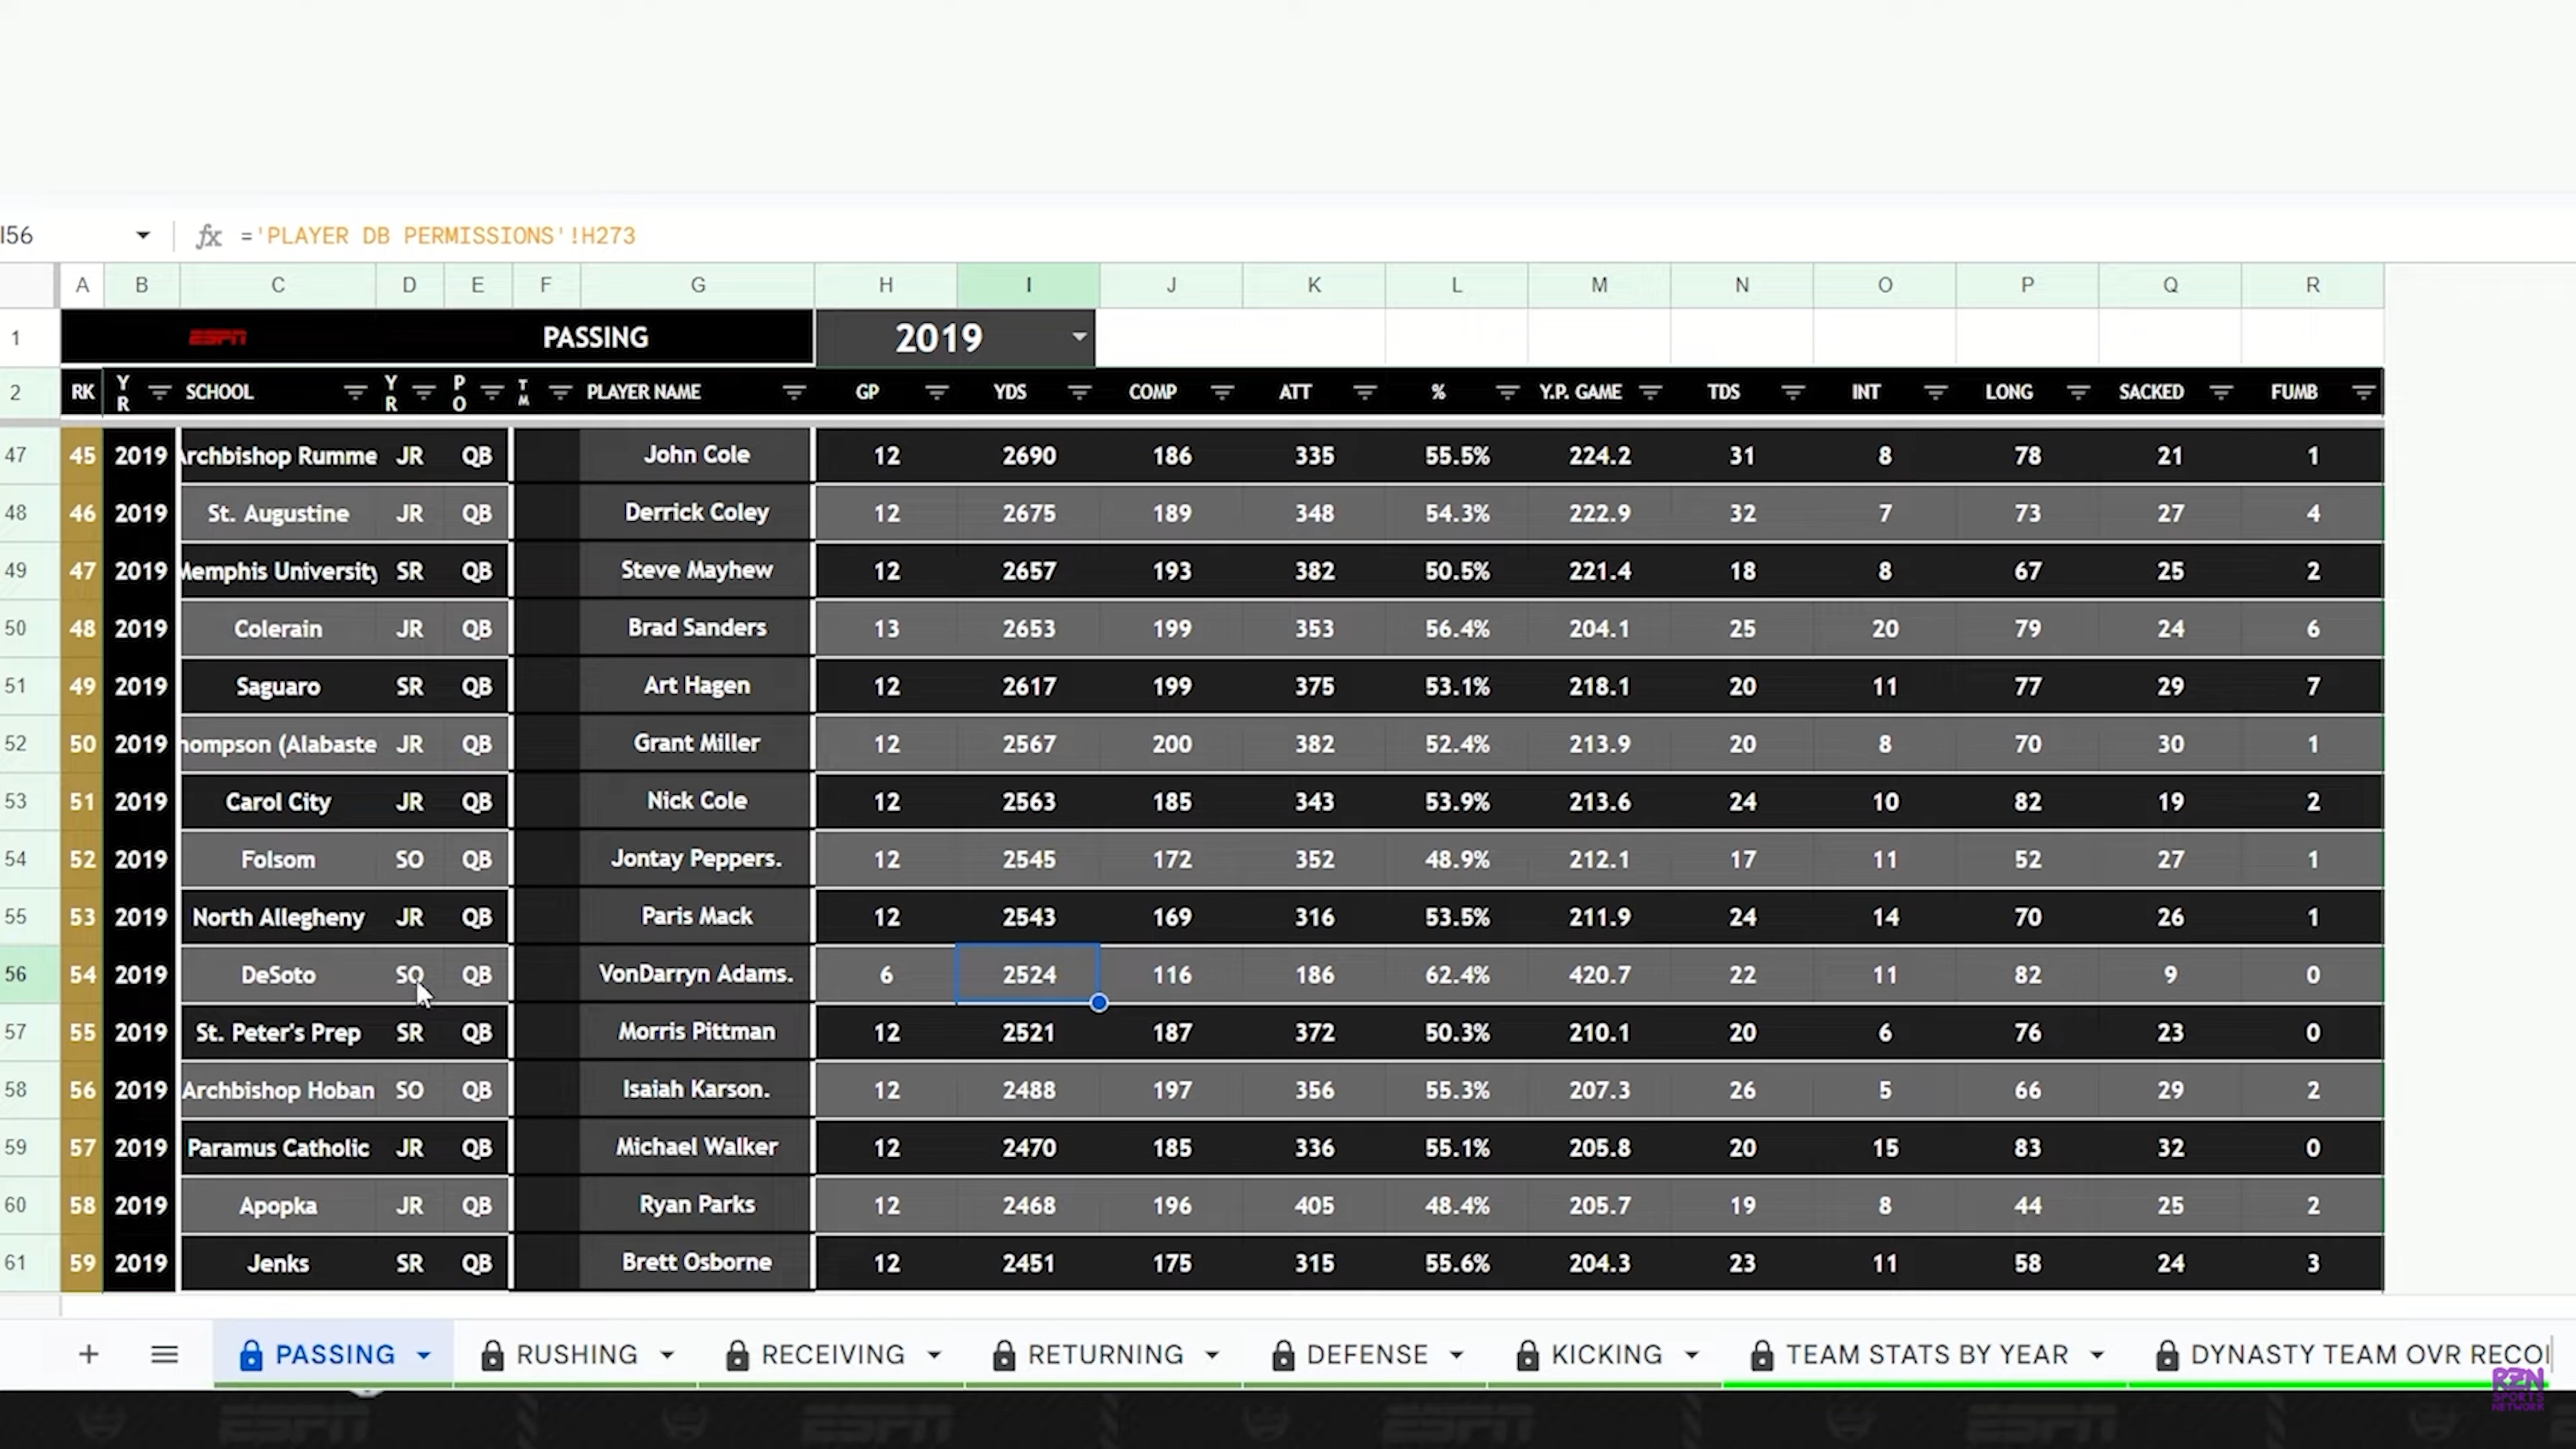 I56 fx ='PLAYER DB PERMISSIONS'!H273
A B C D E F G H I J K L M N O P Q R
1 ESPN PASSING 2019
2 RK YR SCHOOL YR PO TM PLAYER NAME GP YDS COMP ATT % Y.P. GAME TDS INT LONG SACKED FUMB
47 45 2019 Archbishop Rumme JR QB John Cole 12 2690 186 335 55.5% 224.2 31 8 78 21 1
48 46 2019 St. Augustine JR QB Derrick Coley 12 2675 189 348 54.3% 222.9 32 7 73 27 4
49 47 2019 Memphis University SR QB Steve Mayhew 12 2657 193 382 50.5% 221.4 18 8 67 25 2
50 48 2019 Colerain JR QB Brad Sanders 13 2653 199 353 56.4% 204.1 25 20 79 24 6
51 49 2019 Saguaro SR QB Art Hagen 12 2617 199 375 53.1% 218.1 20 11 77 29 7
52 50 2019 hompson (Alabaste JR QB Grant Miller 12 2567 200 382 52.4% 213.9 20 8 70 30 1
53 51 2019 Carol City JR QB Nick Cole 12 2563 185 343 53.9% 213.6 24 10 82 19 2
54 52 2019 Folsom SO QB Jontay Peppers. 12 2545 172 352 48.9% 212.1 17 11 52 27 1
55 53 2019 North Allegheny JR QB Paris Mack 12 2543 169 316 53.5% 211.9 24 14 70 26 1
56 54 2019 DeSoto SO QB VonDarryn Adams. 6 2524 116 186 62.4% 420.7 22 11 82 9 0
57 55 2019 St. Peter's Prep SR QB Morris Pittman 12 2521 187 372 50.3% 210.1 20 6 76 23 0
58 56 2019 Archbishop Hoban SO QB Isaiah Karson. 12 2488 197 356 55.3% 207.3 26 5 66 29 2
59 57 2019 Paramus Catholic JR QB Michael Walker 12 2470 185 336 55.1% 205.8 20 15 83 32 0
60 58 2019 Apopka JR QB Ryan Parks 12 2468 196 405 48.4% 205.7 19 8 44 25 2
61 59 2019 Jenks SR QB Brett Osborne 12 2451 175 315 55.6% 204.3 23 11 58 24 3
+ PASSING RUSHING RECEIVING RETURNING DEFENSE KICKING TEAM STATS BY YEAR DYNASTY TEAM OVR RECO
RZN
SPORTS
NETWORK
ESPN ESPN ESPN ESPN